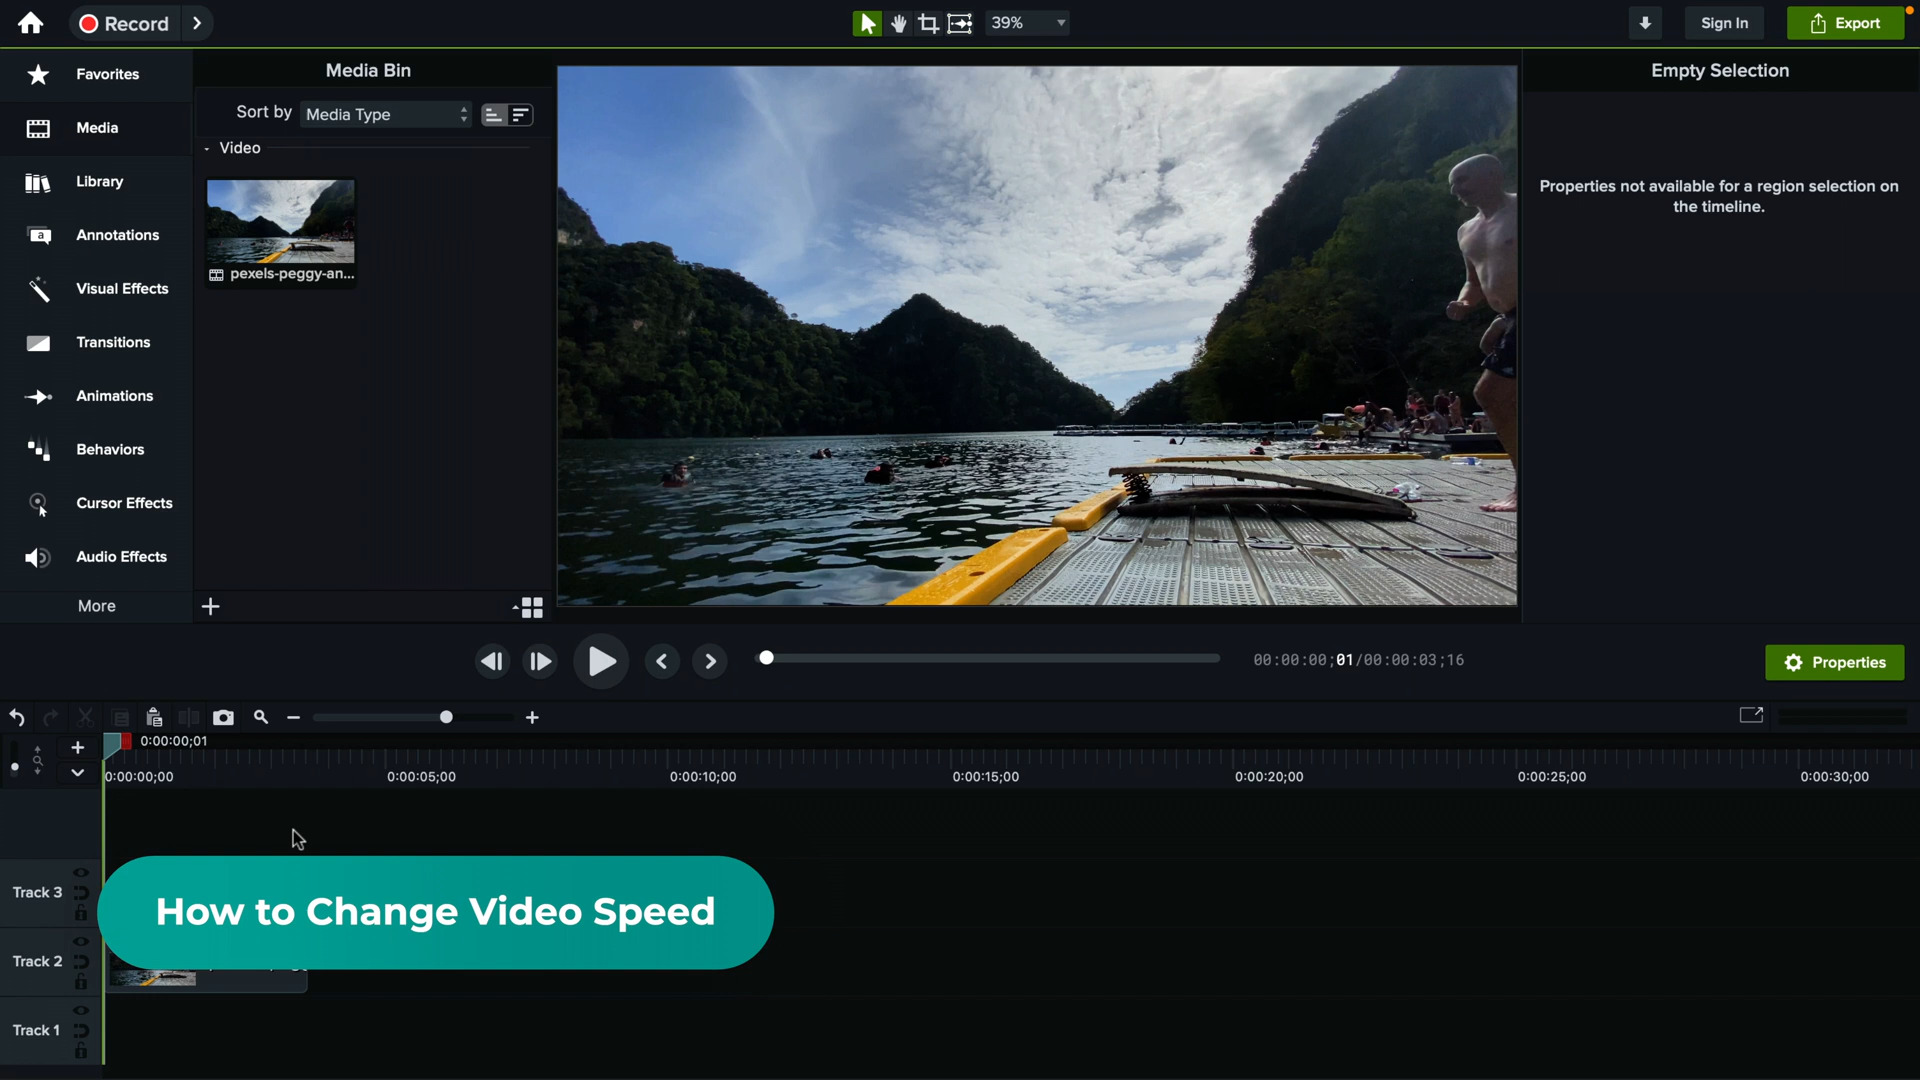 Record
39%
Sign In
Export
Favorites
Media
Library
Annotations
Visual Effects
Transitions
Animations
Behaviors
Cursor Effects
Audio Effects
More
Media Bin
Sort by
Media Type
Video
pexels-peggy-an...
Empty Selection
Properties not available for a region selection on
the timeline.
00:00:00;01/00:00:03;16
Properties
0:00:00;01
0:00:00;00
0:00:05;00
0:00:10;00
0:00:15;00
0:00:20;00
0:00:25;00
0:00:30;00
Track 3
How to Change Video Speed
Track 2
Track 1